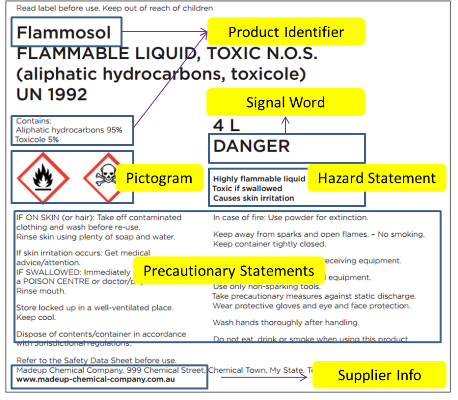 Read label before use. Keep out of reach of children
Flammosol
Product Identifier
FLAMMABLE LIQUID, TOXIC N.O.S.
(aliphatic hydrocarbons, toxicole)
UN 1992
Signal Word
Contains:
Aliphatic hydrocarbons 95%
Toxicole 5%
4 L
DANGER
Pictogram
Highly flammable liquid
Toxic if swallowed
Causes skin irritation
Hazard Statement
IF ON SKIN (or hair): Take off contaminated
clothing and wash before re-use.
Rinse skin using plenty of soap and water.
If skin irritation occurs: Get medical
advice/attention.
IF SWALLOWED: Immediately
a POISON CENTRE or doctor/
Rinse mouth.
Store locked up in a well-ventilated place.
Keep cool.
Dispose of contents/container in accordance
with Jurisdictional regulations.
Refer to the Safety Data Sheet before use.
In case of fire: Use powder for extinction.
Keep away from sparks and open flames. – No smoking.
Keep container tightly closed.
receiving equipment.
equipment.
Precautionary Statements
Use only non-sparking tools.
Take precautionary measures against static discharge.
Wear protective gloves and eye and face protection.
Wash hands thoroughly after handling.
Do not eat, drink or smoke when using this product
Madeup Chemical Company, 999 Chemical Street, Chemical Town, My State,
www.madeup-chemical-company.com.au
Supplier Info